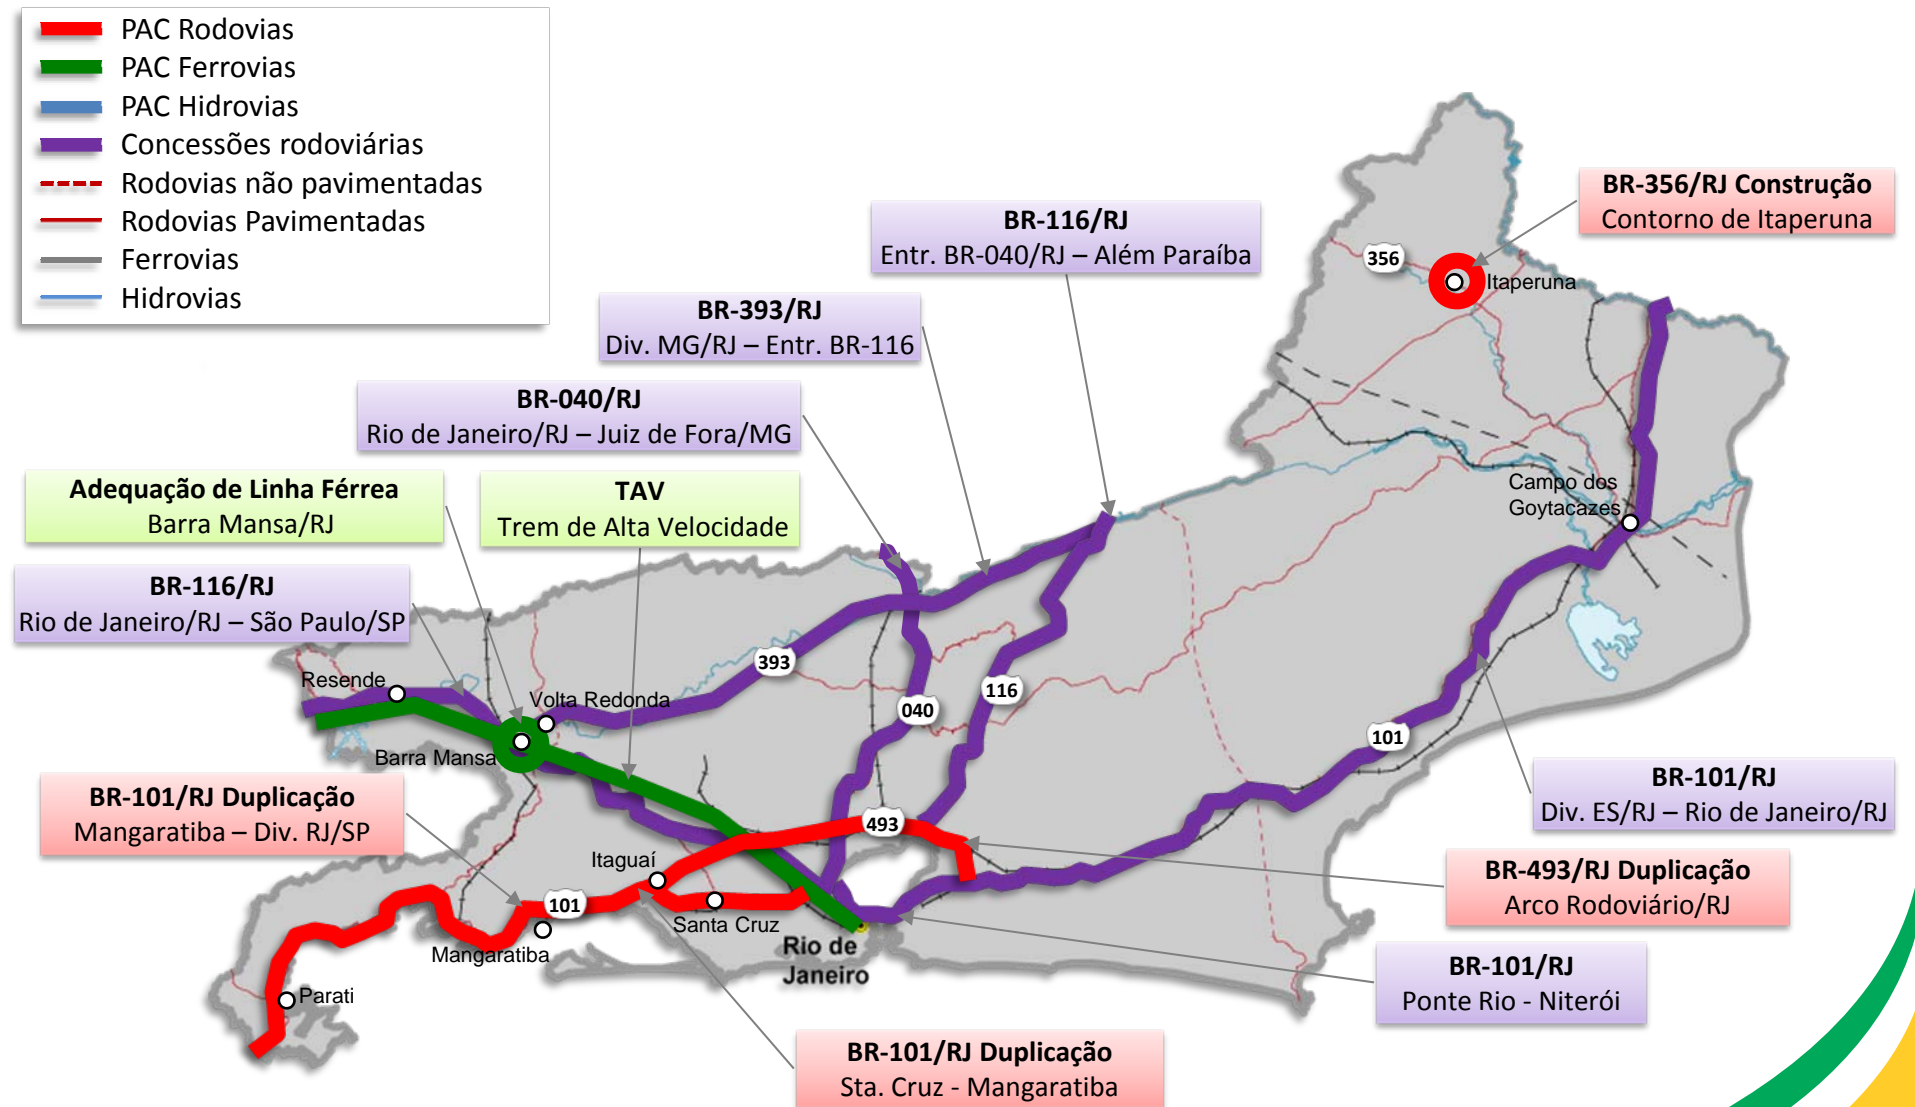 PAC Rodovias
PAC Ferrovias
PAC Hidrovias
Concessões rodoviárias
Rodovias não pavimentadas
Rodovias Pavimentadas
Ferrovias
Hidrovias
BR-356/RJ Construção
Contorno de Itaperuna
BR-116/RJ
Entr. BR-040/RJ – Além Paraíba
356
Itaperuna
BR-393/RJ
Div. MG/RJ – Entr. BR-116
BR-040/RJ
Rio de Janeiro/RJ – Juiz de Fora/MG
Adequação de Linha Férrea
Barra Mansa/RJ
TAV
Trem de Alta Velocidade
Campo dos
Goytacazes
BR-116/RJ
Rio de Janeiro/RJ – São Paulo/SP
393
Resende
Volta Redonda
116
040
101
Barra Mansa
BR-101/RJ Duplicação
Mangaratiba – Div. RJ/SP
BR-101/RJ
Div. ES/RJ – Rio de Janeiro/RJ
493
Itaguaí
BR-493/RJ Duplicação
Arco Rodoviário/RJ
101
Santa Cruz
Mangaratiba
Rio de
Janeiro
BR-101/RJ
Ponte Rio - Niterói
Parati
BR-101/RJ Duplicação
Sta. Cruz - Mangaratiba